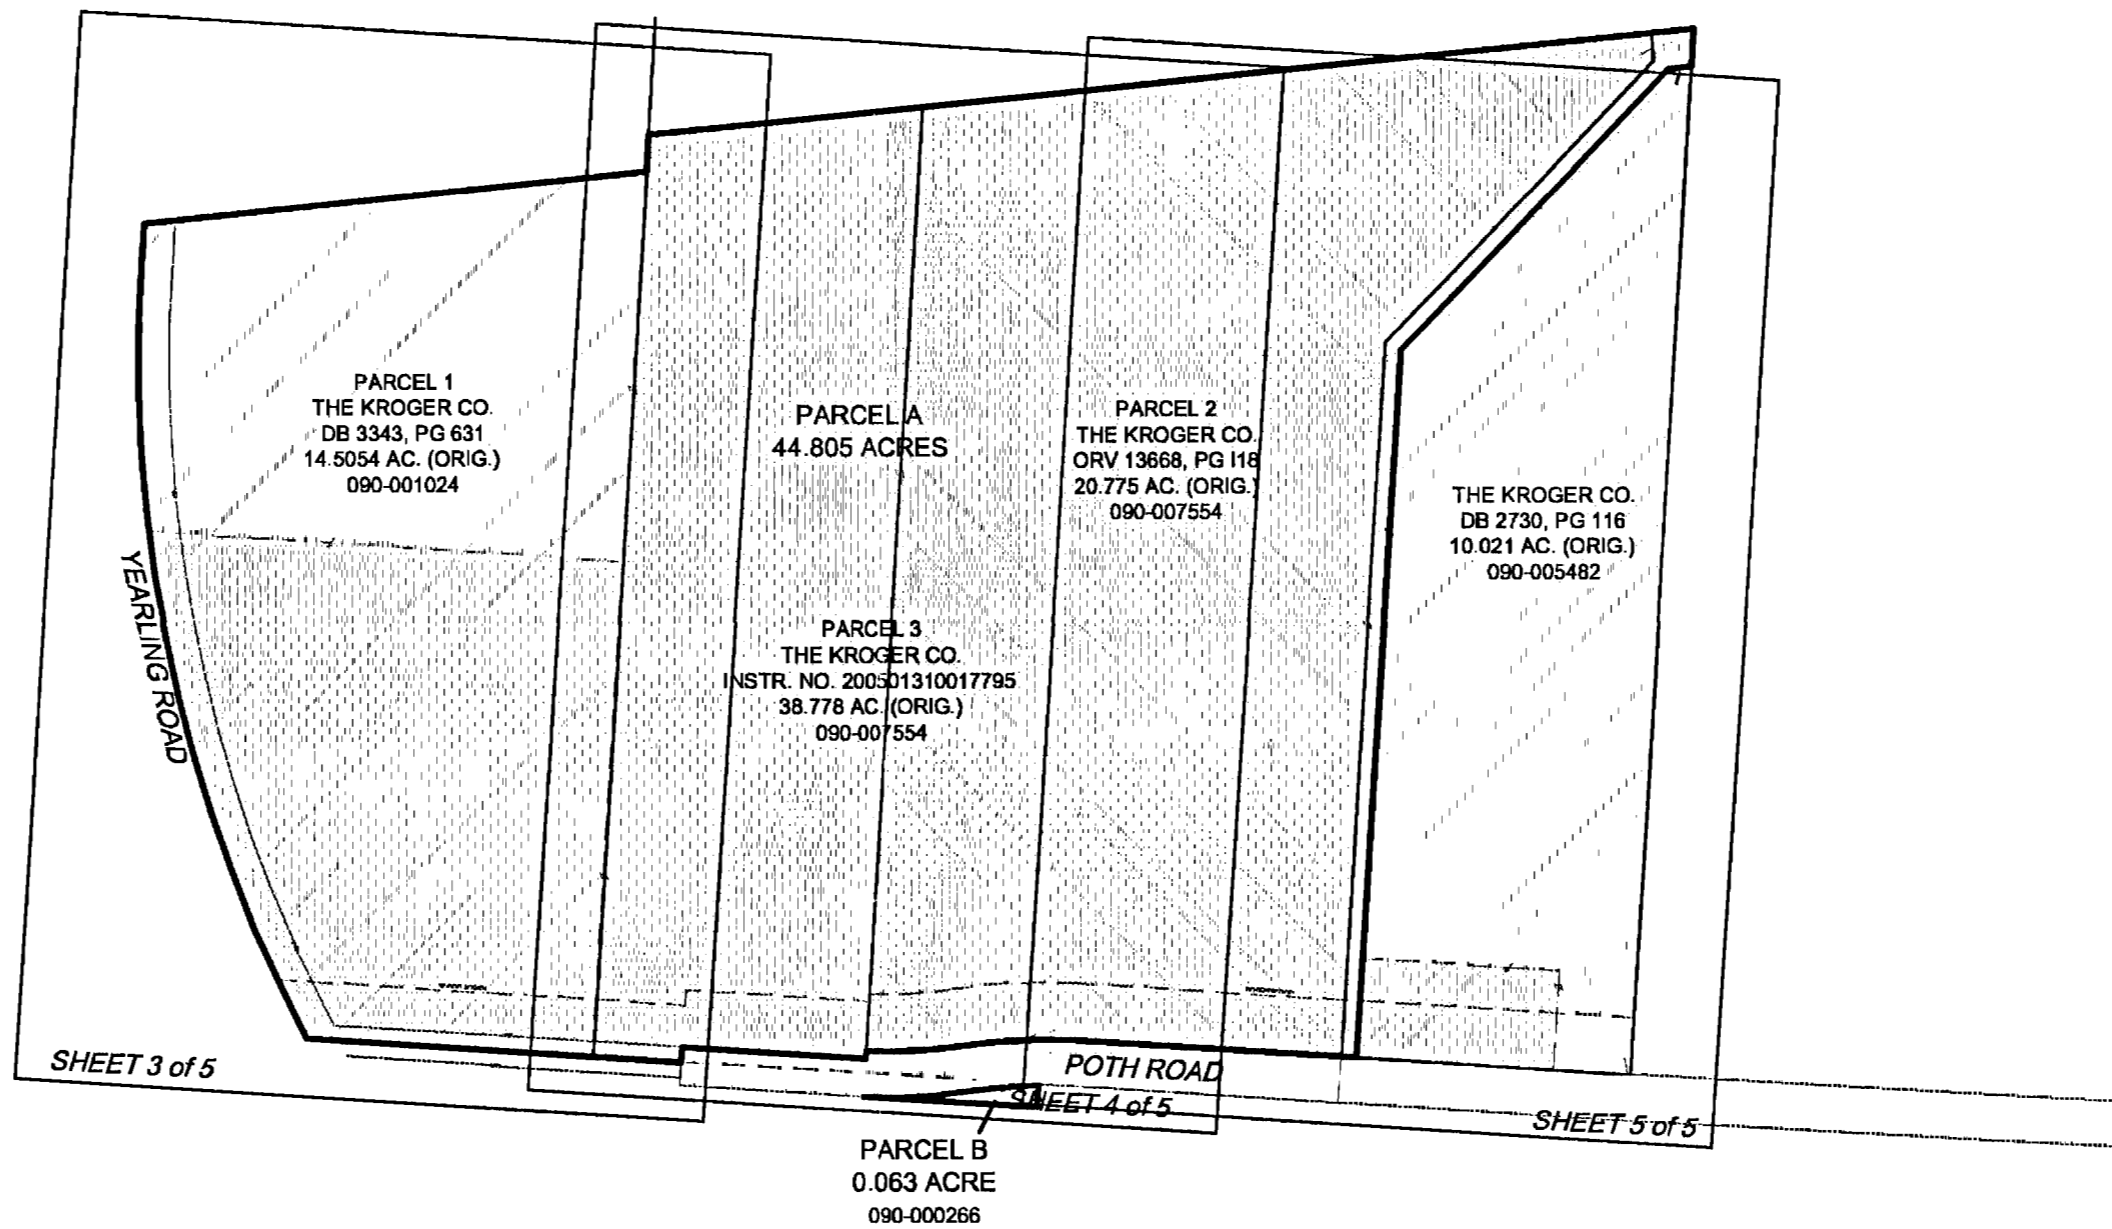 PARCEL 1
THE KROGER CO.
DB 3343, PG 631
14.5054 AC. (ORIG.)
090-001024
PARCEL A
44.805 ACRES
PARCEL 2
THE KROGER CO.
ORV 13668, PG I18
20.775 AC. (ORIG.)
090-007554
THE KROGER CO.
DB 2730, PG 116
10.021 AC. (ORIG.)
090-005482
YEARLING ROAD
PARCEL 3
THE KROGER CO.
INSTR. NO. 200501310017795
38.778 AC. (ORIG.)
090-007554
SHEET 3 of 5
POTH ROAD
SHEET 4 of 5
SHEET 5 of 5
PARCEL B
0.063 ACRE
090-000266